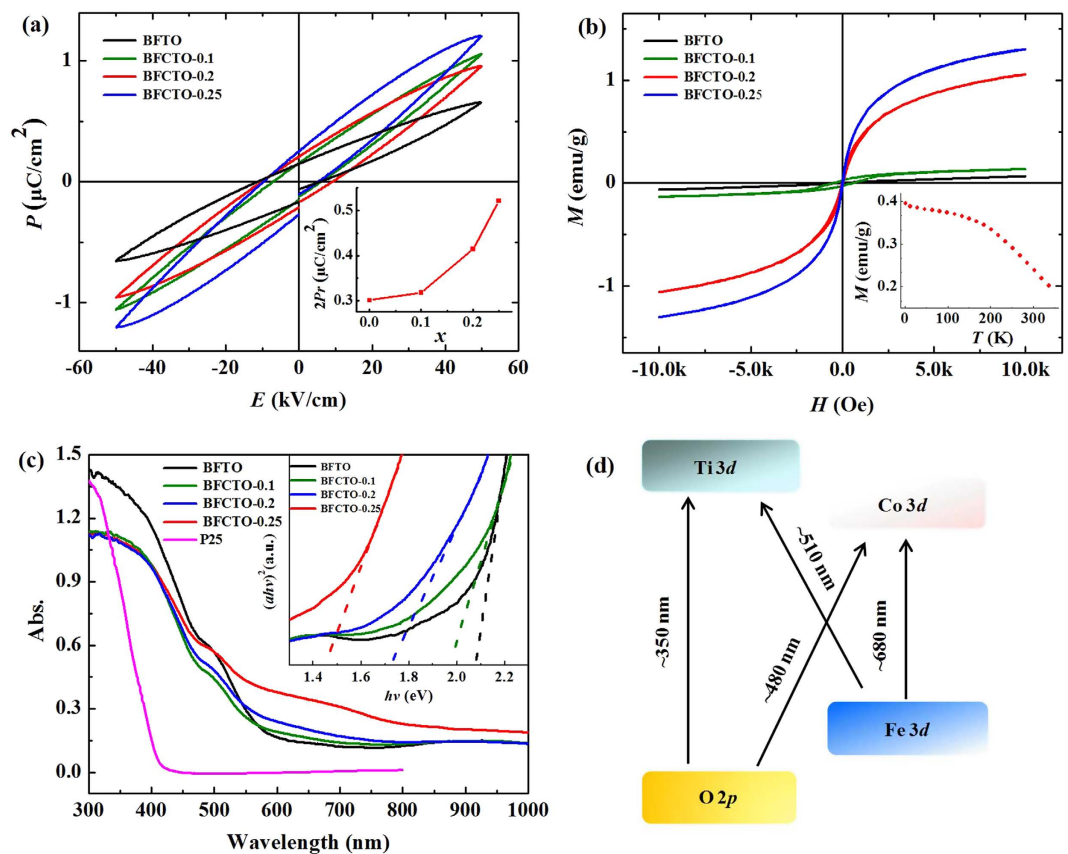 (a)
BFTO
BFCTO-0.1
BFCTO-0.2
BFCTO-0.25
P (μC/cm²)
1
0
-1
-60 -40 -20 0 20 40 60
E (kV/cm)
2Pr (μC/cm²)
0.5
0.4
0.3
0.0 0.1 0.2
x
(b)
BFTO
BFCTO-0.1
BFCTO-0.2
BFCTO-0.25
M (emu/g)
1
0
-1
-10.0k -5.0k 0.0 5.0k 10.0k
H (Oe)
M (emu/g)
0.4
0.3
0.2
0 100 200 300
T (K)
(c)
BFTO
BFCTO-0.1
BFCTO-0.2
BFCTO-0.25
P25
Abs.
1.5
1.2
0.9
0.6
0.3
0.0
300 400 500 600 700 800 900 1000
Wavelength (nm)
BFTO
BFCTO-0.1
BFCTO-0.2
BFCTO-0.25
(ahv)² (a.u.)
1.4 1.6 1.8 2.0 2.2
hv (eV)
(d)
Ti 3d
Co 3d
~350 nm
~510 nm
~480 nm
~680 nm
Fe 3d
O 2p